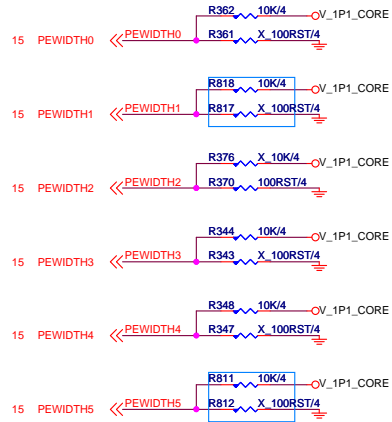 R362 10K/4 V_1P1_CORE
15 PEWIDTH0 PEWIDTH0 R361 X_100RST/4
R818 10K/4 V_1P1_CORE
15 PEWIDTH1 PEWIDTH1 R817 X_100RST/4
R376 X_10K/4 V_1P1_CORE
15 PEWIDTH2 PEWIDTH2 R370 100RST/4
R344 10K/4 V_1P1_CORE
15 PEWIDTH3 PEWIDTH3 R343 X_100RST/4
R348 10K/4 V_1P1_CORE
15 PEWIDTH4 PEWIDTH4 R347 X_100RST/4
R811 10K/4 V_1P1_CORE
15 PEWIDTH5 PEWIDTH5 R812 X_100RST/4